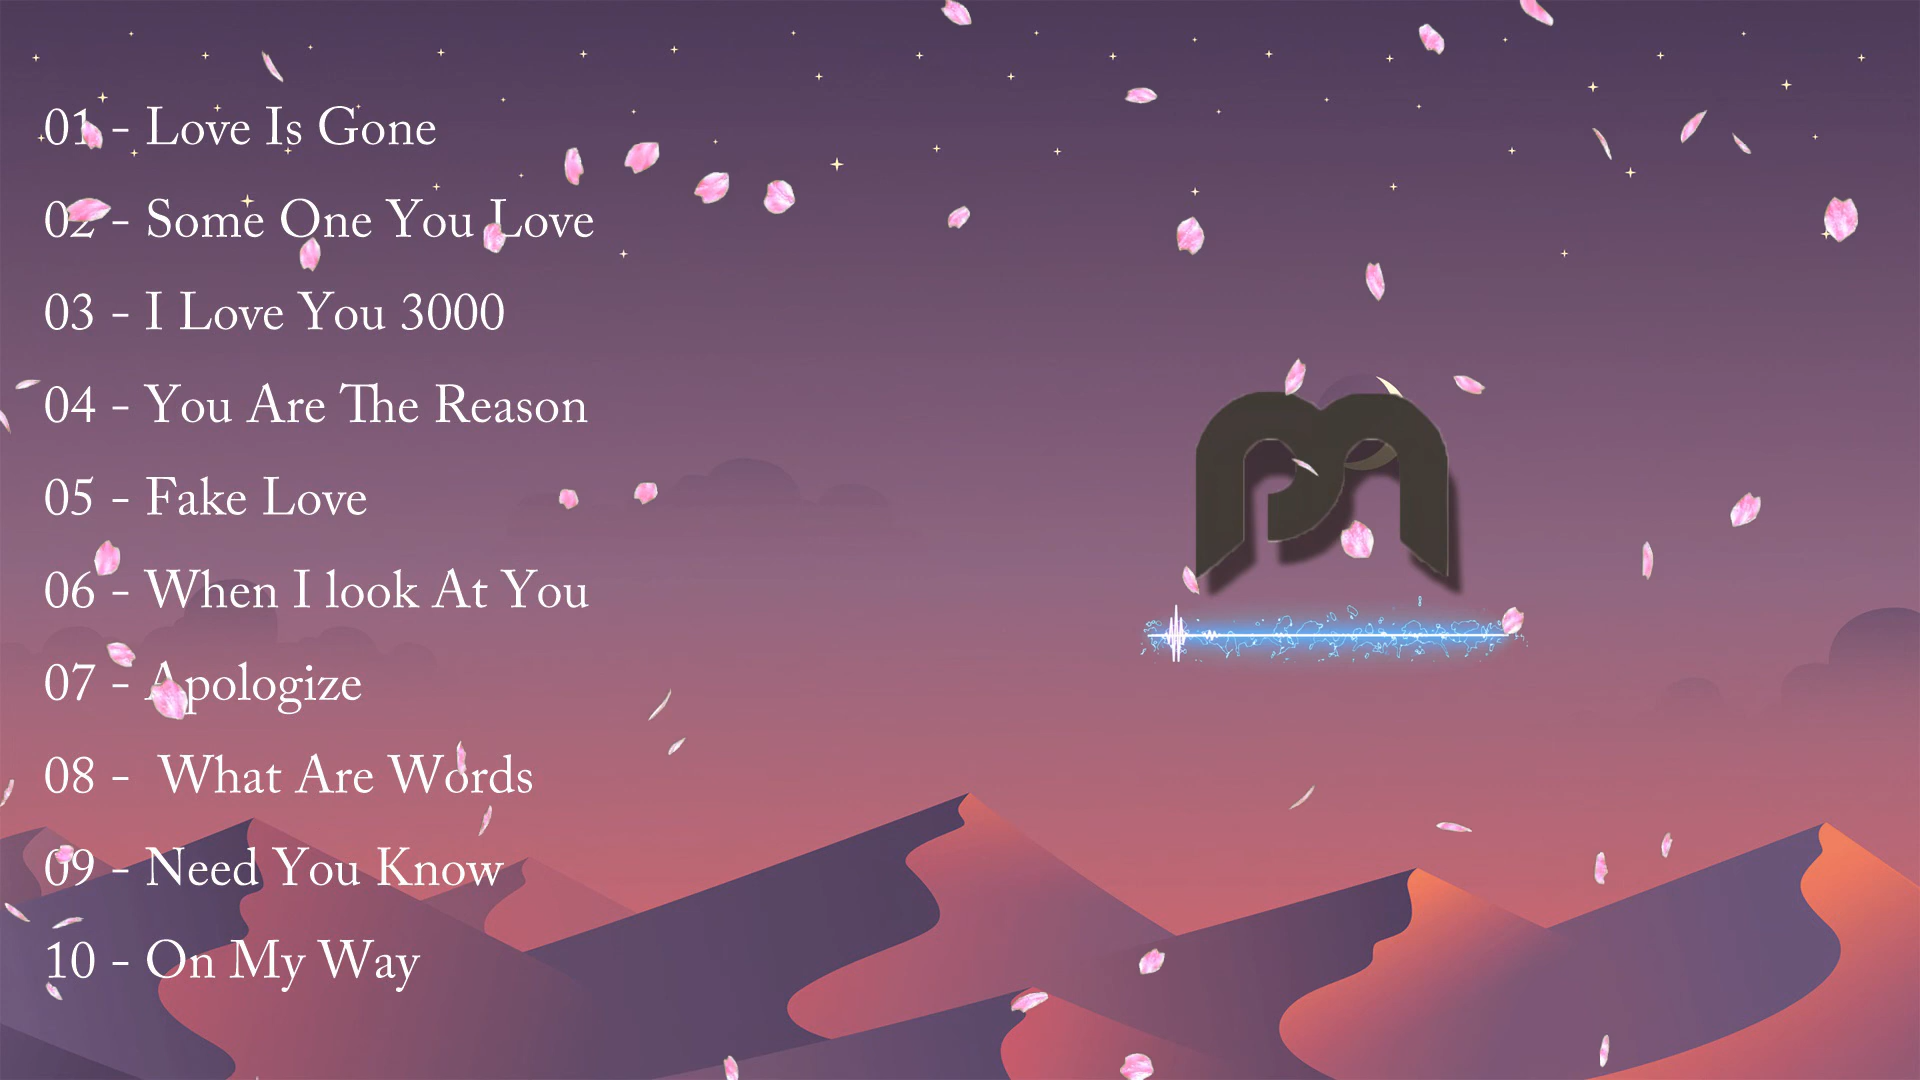 01 - Love Is Gone
02 - Some One You Love
03 - I Love You 3000
04 - You Are The Reason
05 - Fake Love
06 - When I look At You
07 - Apologize
08 -  What Are Words
09 - Need You Know
10 - On My Way